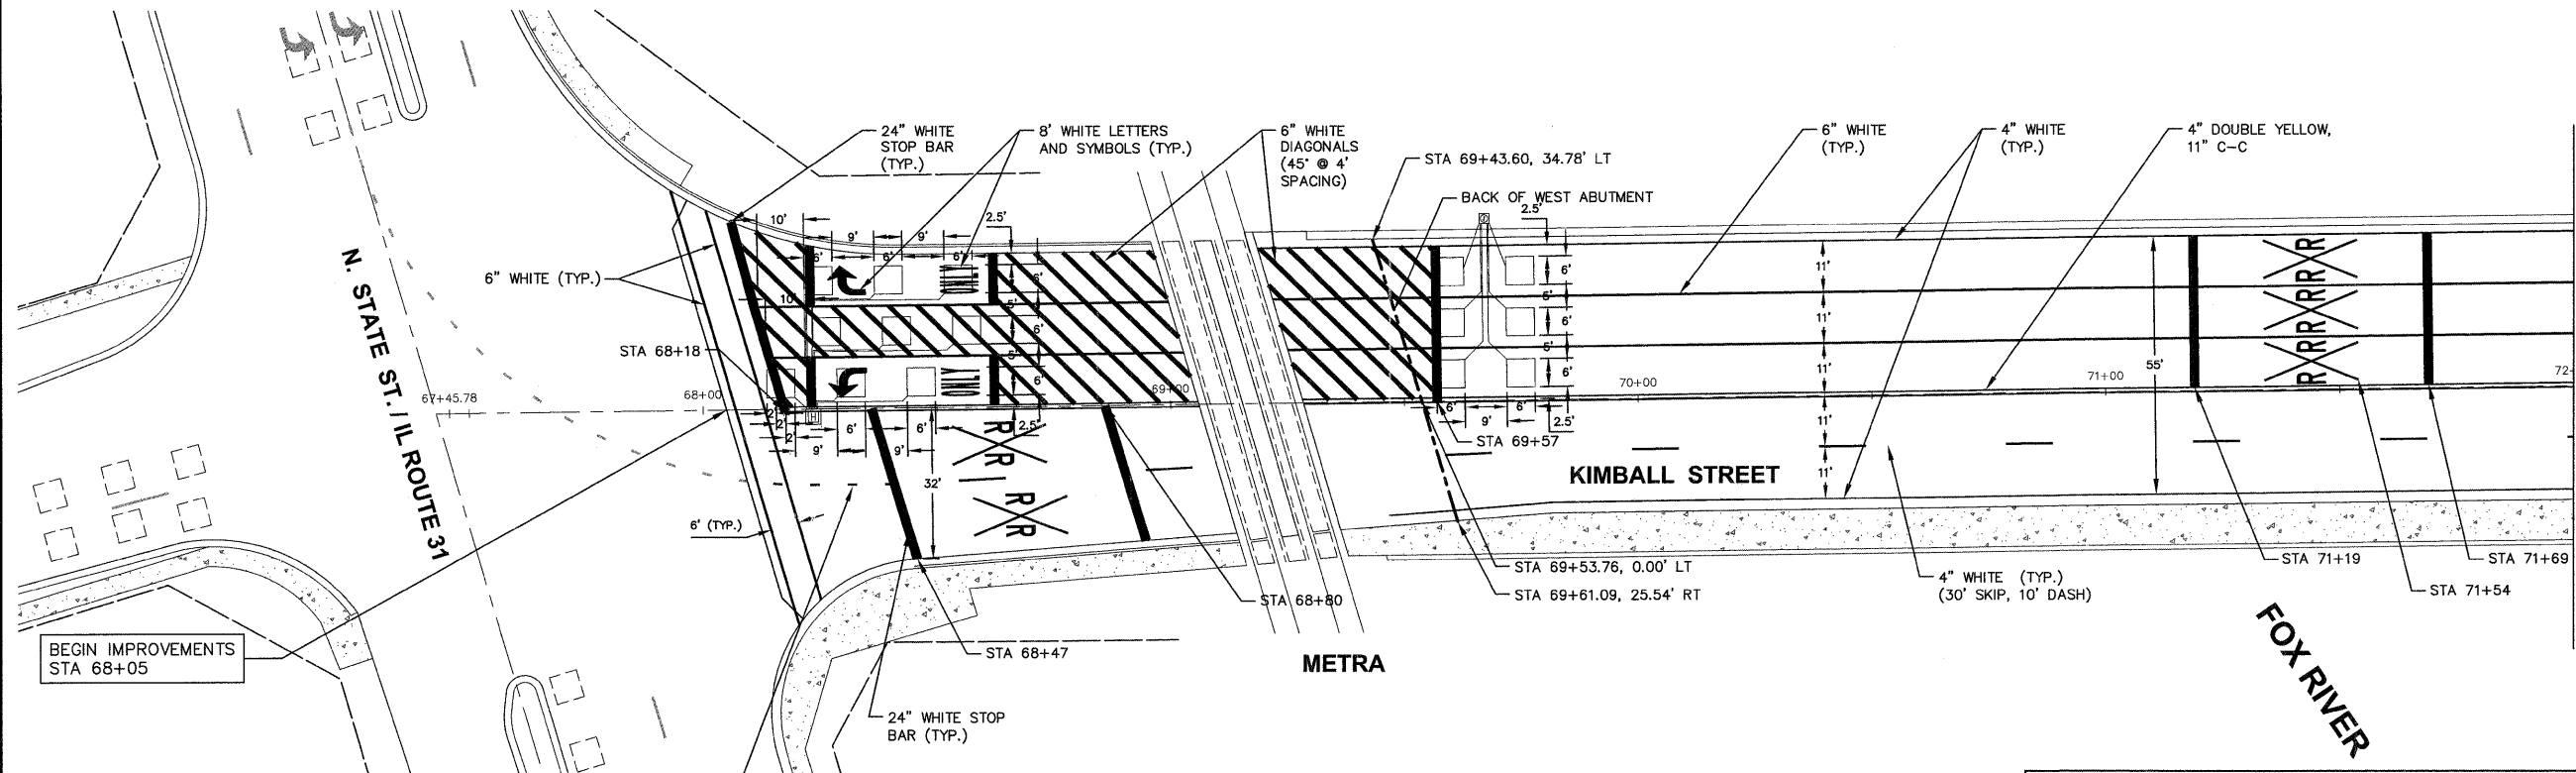 24" WHITE
STOP BAR
(TYP.)
8' WHITE LETTERS
AND SYMBOLS (TYP.)
6" WHITE
DIAGONALS
(45° @ 4'
SPACING)
STA 69+43.60, 34.78' LT
BACK OF WEST ABUTMENT
6" WHITE
(TYP.)
4" WHITE
(TYP.)
4" DOUBLE YELLOW,
11" C-C
10'
9'
9'
2.5'
2.5'
6'
6'
6'
6'
6" WHITE (TYP.)
ONLY
10'
5'
6'
5'
6'
ONLY
6'
5'
6'
5'
6'
11'
11'
11'
11'
11'
55'
R R
R R
R R
N. STATE ST. / IL ROUTE 31
STA 68+18
67+45.78
68+00
69+00
70+00
71+00
72+
2'
2'
6'
6'
9'
9'
2.5'
6'
6'
9'
2.5'
STA 69+57
32'
R R
R R
KIMBALL STREET
6' (TYP.)
STA 69+53.76, 0.00' LT
STA 69+61.09, 25.54' RT
STA 68+80
4" WHITE (TYP.)
(30' SKIP, 10' DASH)
STA 71+19
STA 71+69
STA 71+54
BEGIN IMPROVEMENTS
STA 68+05
STA 68+47
METRA
FOX RIVER
24" WHITE STOP
BAR (TYP.)